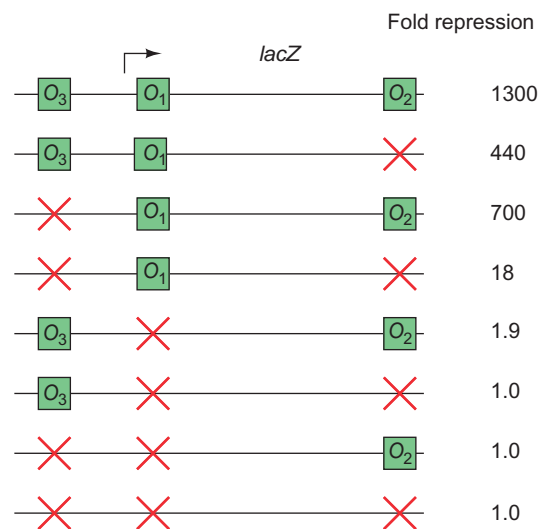 Fold repression
lacZ
O₃ O₁ O₂ 1300
O₃ O₁ 440
O₁ O₂ 700
O₁ 18
O₃ O₂ 1.9
O₃ 1.0
O₂ 1.0
1.0